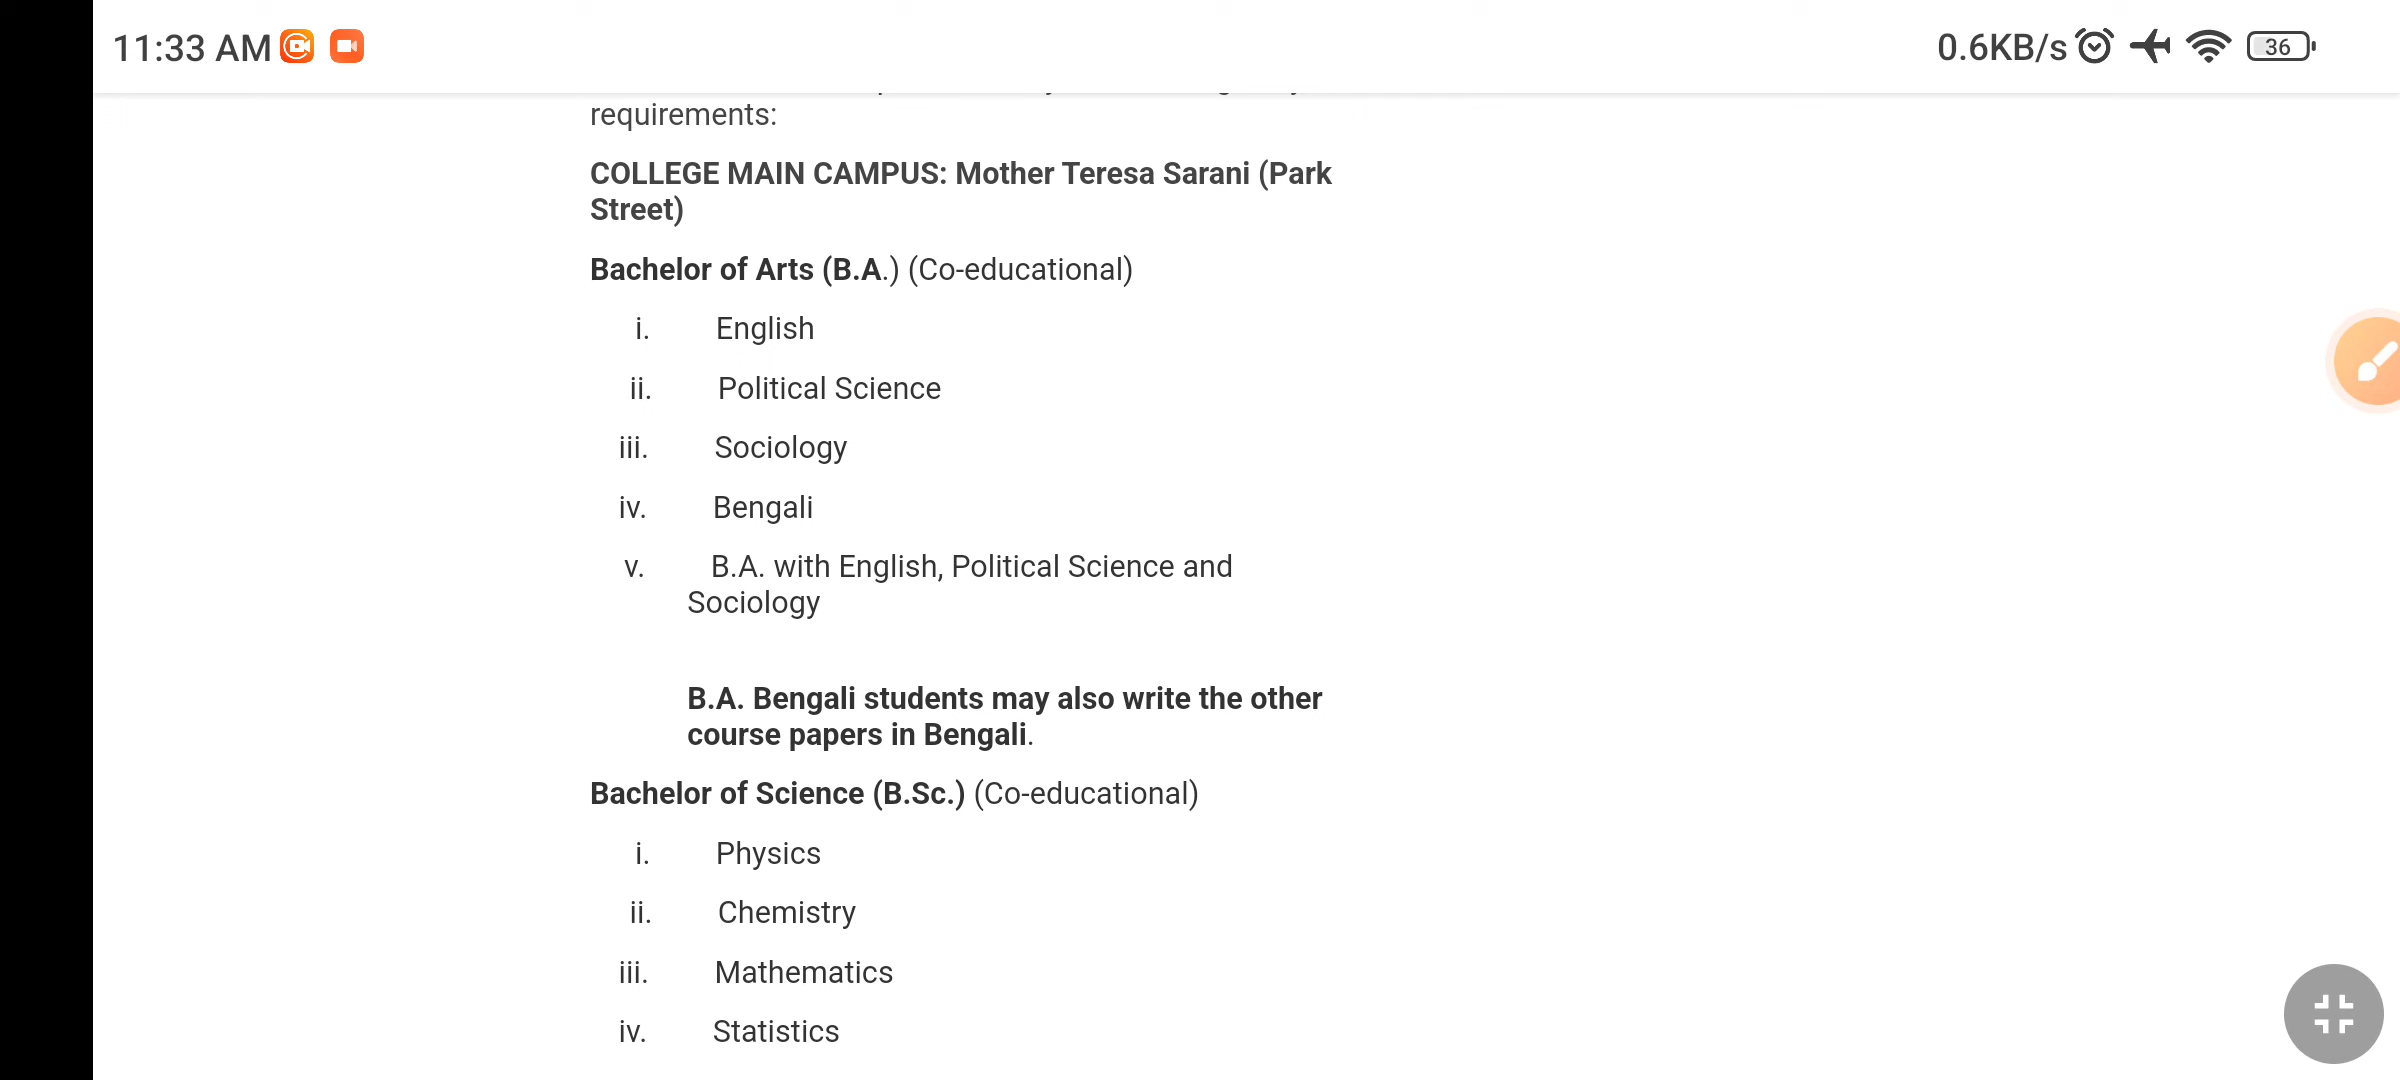 11:33 AM
0.6KB/s
36
requirements:
COLLEGE MAIN CAMPUS: Mother Teresa Sarani (Park
Street)
Bachelor of Arts (B.A.) (Co-educational)
i. English
ii. Political Science
iii. Sociology
iv. Bengali
v. B.A. with English, Political Science and
Sociology
B.A. Bengali students may also write the other
course papers in Bengali.
Bachelor of Science (B.Sc.) (Co-educational)
i. Physics
ii. Chemistry
iii. Mathematics
iv. Statistics